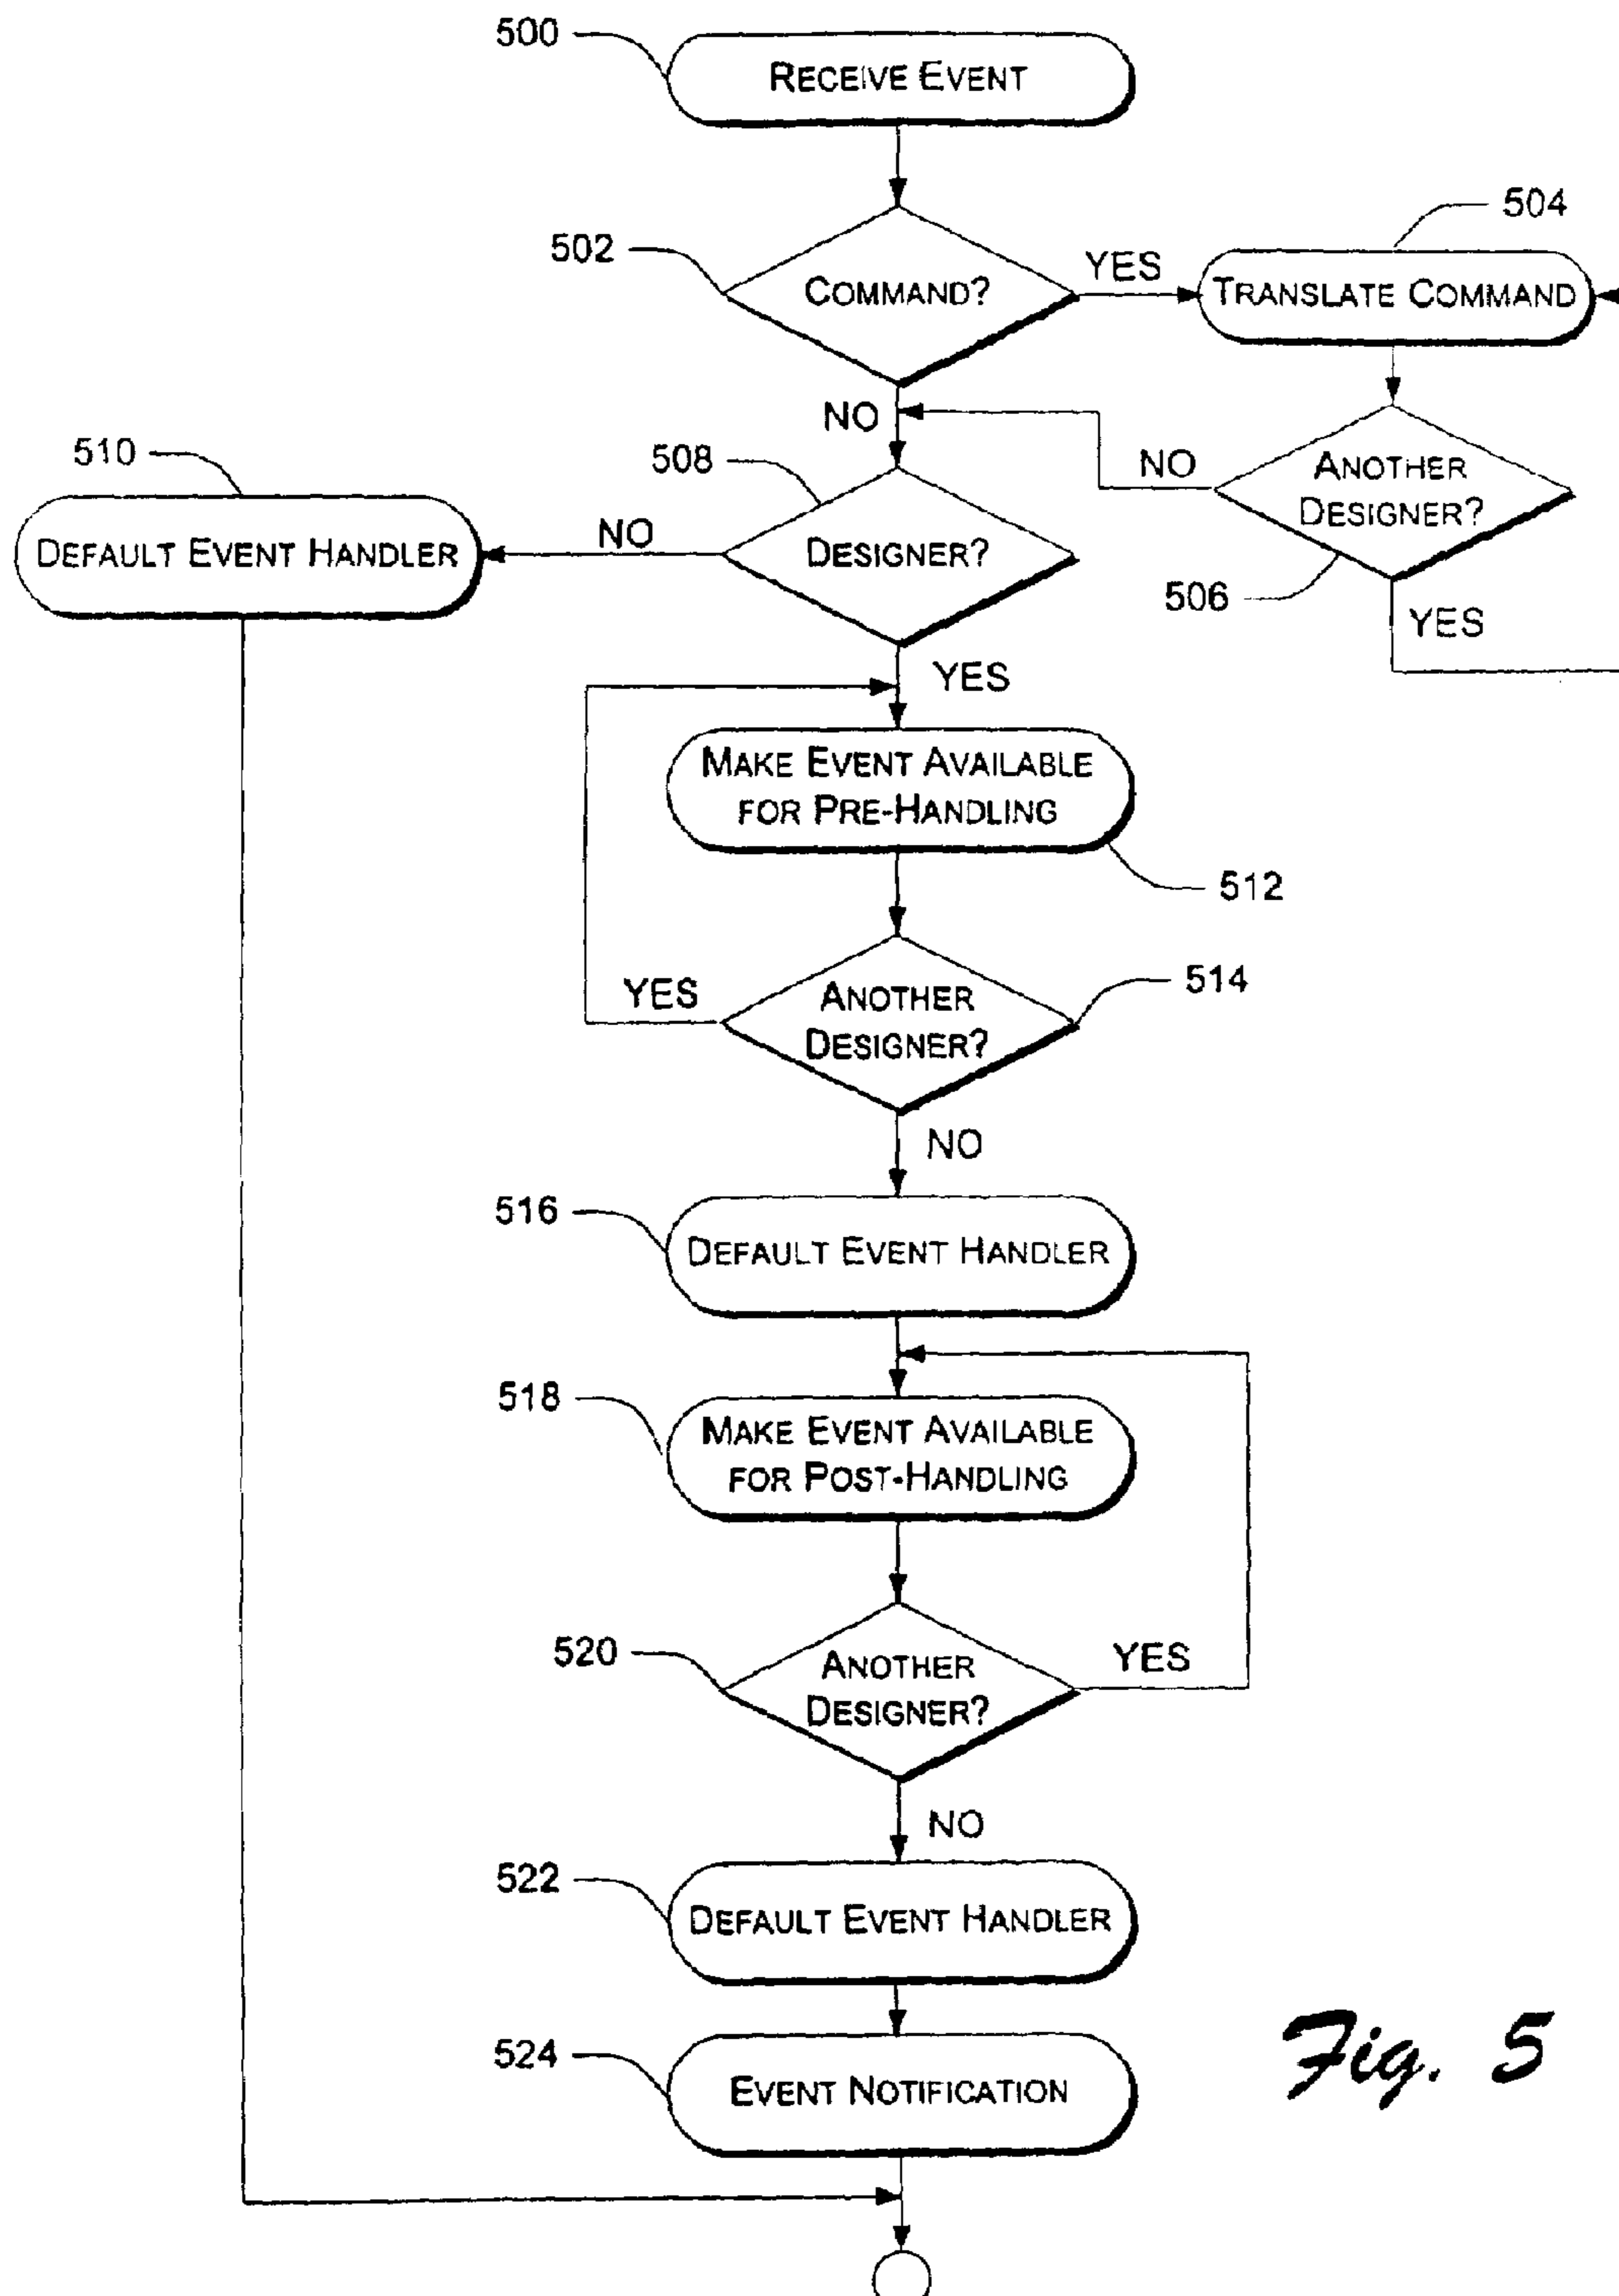 500
RECEIVE EVENT
504
502
COMMAND?
YES
TRANSLATE COMMAND
NO
510
508
NO
ANOTHER
DESIGNER?
DEFAULT EVENT HANDLER
NO
DESIGNER?
506
YES
YES
MAKE EVENT AVAILABLE
FOR PRE-HANDLING
512
514
YES
ANOTHER
DESIGNER?
NO
516
DEFAULT EVENT HANDLER
518
MAKE EVENT AVAILABLE
FOR POST-HANDLING
520
ANOTHER
DESIGNER?
YES
NO
522
DEFAULT EVENT HANDLER
524
EVENT NOTIFICATION
Fig. 5